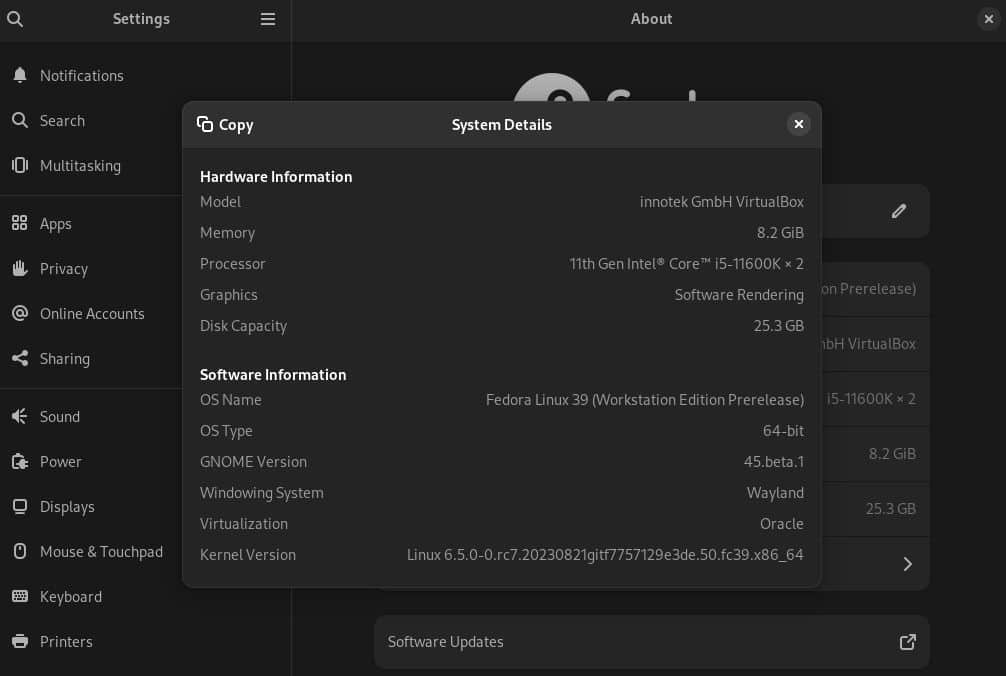 Settings
About
Notifications
Search
Multitasking
Apps
Privacy
Online Accounts
Sharing
Sound
Power
Displays
Mouse & Touchpad
Keyboard
Printers
Copy
System Details
Hardware Information
Model innotek GmbH VirtualBox
Memory 8.2 GiB
Processor 11th Gen Intel® Core™ i5-11600K × 2
Graphics Software Rendering
Disk Capacity 25.3 GB
Software Information
OS Name Fedora Linux 39 (Workstation Edition Prerelease)
OS Type 64-bit
GNOME Version 45.beta.1
Windowing System Wayland
Virtualization Oracle
Kernel Version Linux 6.5.0-0.rc7.20230821gitf7757129e3de.50.fc39.x86_64
Prerelease)
VirtualBox
i5-11600K × 2
8.2 GiB
25.3 GB
Software Updates